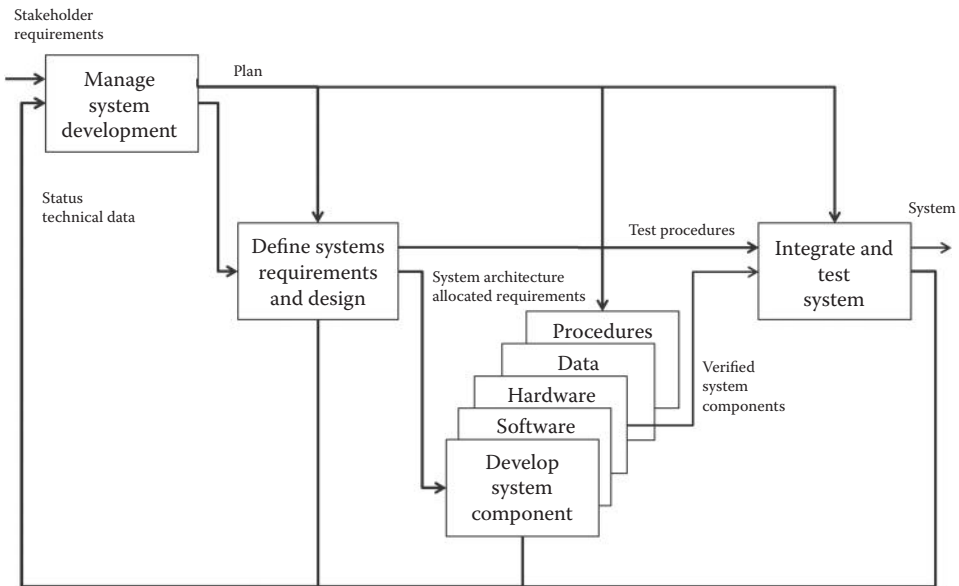 Stakeholder
requirements
Manage
system
development
Plan
Status
technical data
Define systems
requirements
and design
Test procedures
System
Integrate and
test
system
System architecture
allocated requirements
Procedures
Data
Hardware
Software
Develop
system
component
Verified
system
components